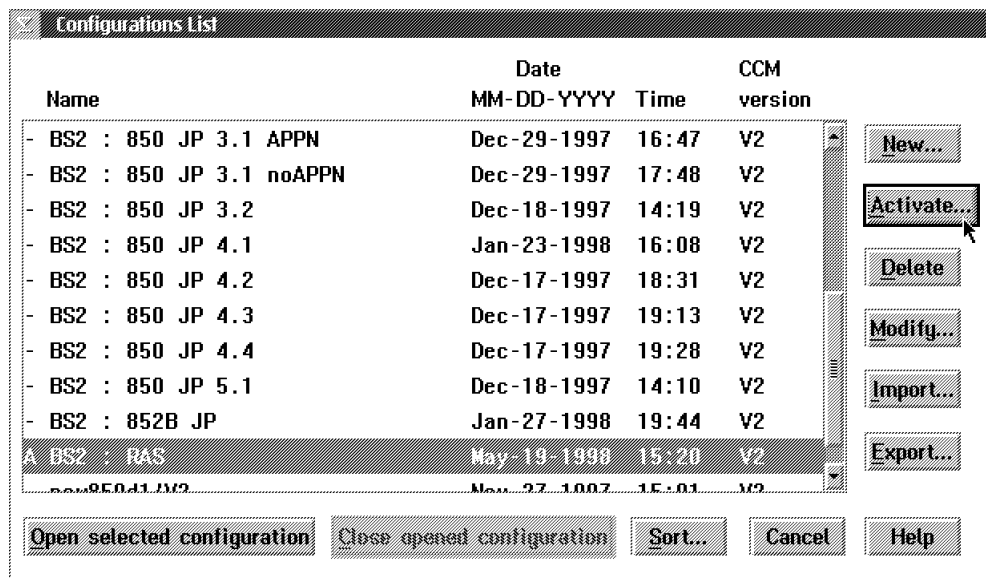 Configurations List
Date CCM
Name MM-DD-YYYY Time version
- BS2 : 850 JP 3.1 APPN Dec-29-1997 16:47 V2
- BS2 : 850 JP 3.1 noAPPN Dec-29-1997 17:48 V2
- BS2 : 850 JP 3.2 Dec-18-1997 14:19 V2
- BS2 : 850 JP 4.1 Jan-23-1998 16:08 V2
- BS2 : 850 JP 4.2 Dec-17-1997 18:31 V2
- BS2 : 850 JP 4.3 Dec-17-1997 19:13 V2
- BS2 : 850 JP 4.4 Dec-17-1997 19:28 V2
- BS2 : 850 JP 5.1 Dec-18-1997 14:10 V2
- BS2 : 852B JP Jan-27-1998 19:44 V2
A BS2 : RAS May-19-1998 15:20 V2
Nov-27-1997 15:01 V2
New...
Activate...
Delete
Modify...
Import...
Export...
Open selected configuration Close opened configuration Sort... Cancel Help